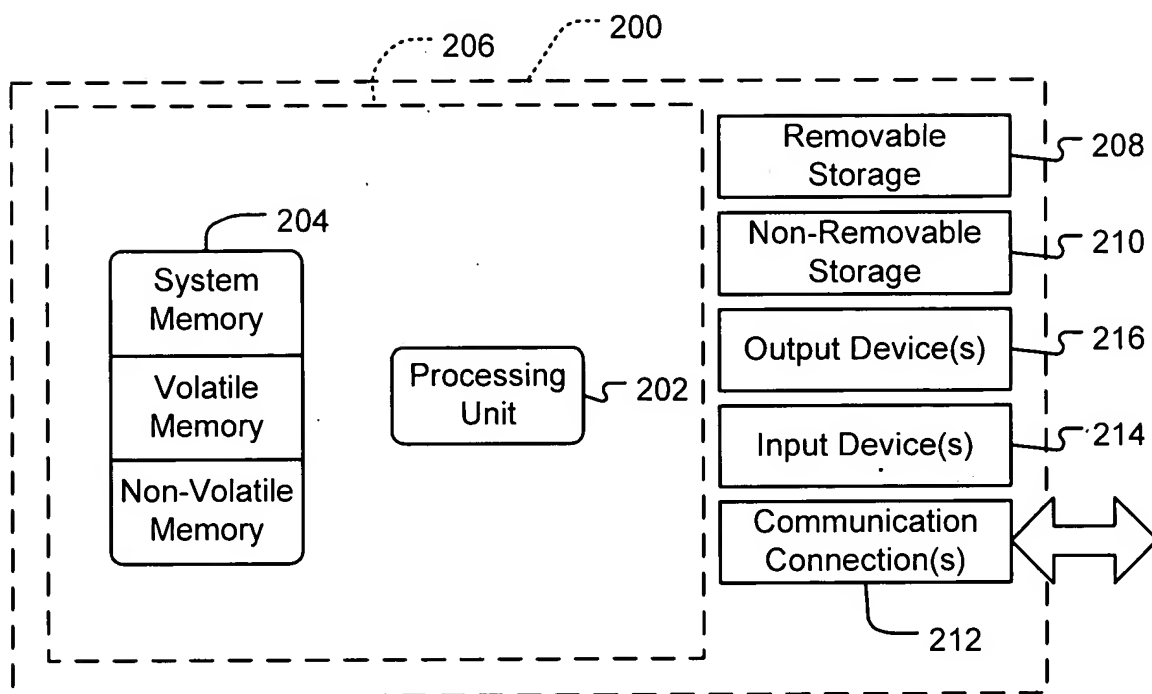 206
200
Removable
Storage
208
Non-Removable
Storage
210
204
System
Memory
Volatile
Memory
Non-Volatile
Memory
Processing
Unit
202
Output Device(s)
216
Input Device(s)
214
Communication
Connection(s)
212